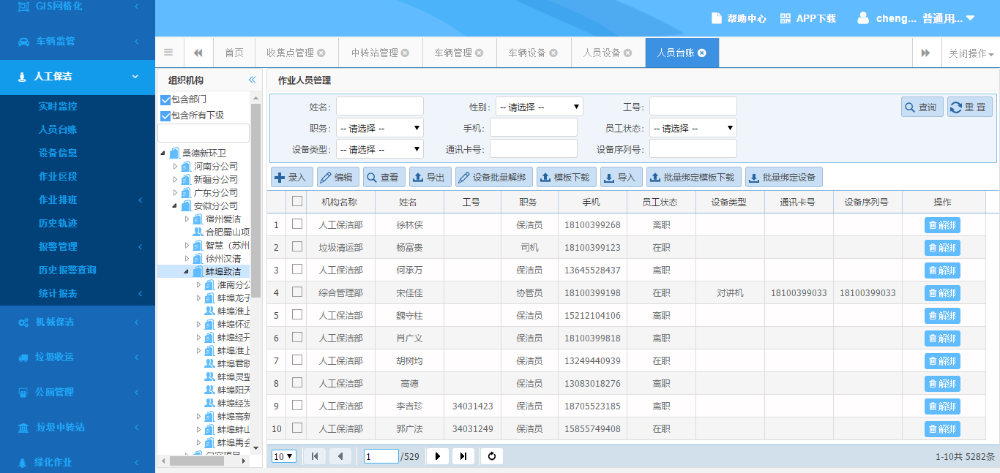 帮助中心 APP下载 cheng... 普通用...
GIS网格化
车辆监管
人工保洁
实时监控
人员台账
设备信息
作业区段
作业排班
历史轨迹
报警管理
历史报警查询
统计报表
机械保洁
垃圾收运
公厕管理
垃圾中转站
绿化作业
首页 收集点管理 中转站管理 车辆管理 车辆设备 人员设备 人员台账 关闭操作
组织机构
包含部门
包含所有下级
桑德新环卫
河南分公司
新疆分公司
广东分公司
安徽分公司
宿州爱洁
合肥蜀山项
智慧（苏州
徐州汉清
蚌埠致洁
淮南分公
蚌埠龙子
蚌埠淮上
蚌埠怀远
蚌埠经开
蚌埠淮上
蚌埠君联
蚌埠灵璧
蚌埠阳天
蚌埠经发
蚌埠高新
蚌埠蚌山
蚌埠禹会
作业人员管理
姓名: 性别: -- 请选择 -- 工号: 查询 重 置
职务: -- 请选择 -- 手机: 员工状态: -- 请选择 --
设备类型: -- 请选择 -- 通讯卡号: 设备序列号:
录入 编辑 查看 导出 设备批量解绑 模板下载 导入 批量绑定模板下载 批量绑定设备
机构名称 姓名 工号 职务 手机 员工状态 设备类型 通讯卡号 设备序列号 操作
1 人工保洁部 徐林侠 保洁员 18100399268 离职 解绑
2 垃圾清运部 杨富贵 司机 18100399123 在职 解绑
3 人工保洁部 何承万 保洁员 13645528437 离职 解绑
4 综合管理部 宋佳佳 协管员 18100399198 在职 对讲机 18100399033 18100399033 解绑
5 人工保洁部 魏守柱 保洁员 15212104106 离职 解绑
6 人工保洁部 肖广义 保洁员 18100399818 离职 解绑
7 人工保洁部 胡树均 保洁员 13249440939 在职 解绑
8 人工保洁部 高德 保洁员 13083018276 离职 解绑
9 人工保洁部 李吉珍 34031423 保洁员 18705523185 离职 解绑
10 人工保洁部 郭广法 34031249 保洁员 15855749408 在职 解绑
10 1 /529 1-10共 5282条